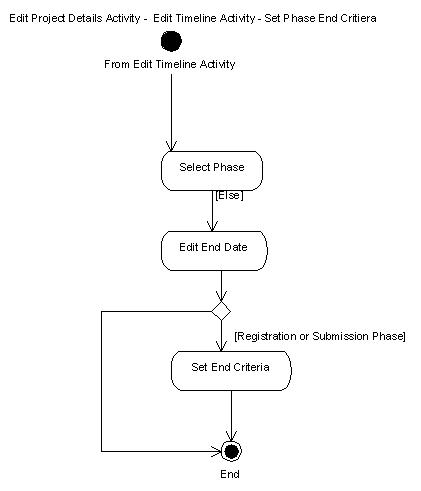 Edit Project Details Activity - Edit Timeline Activity - Set Phase End Critiera
From Edit Timeline Activity
Select Phase
[Else]
Edit End Date
[Registration or Submission Phase]
Set End Criteria
End